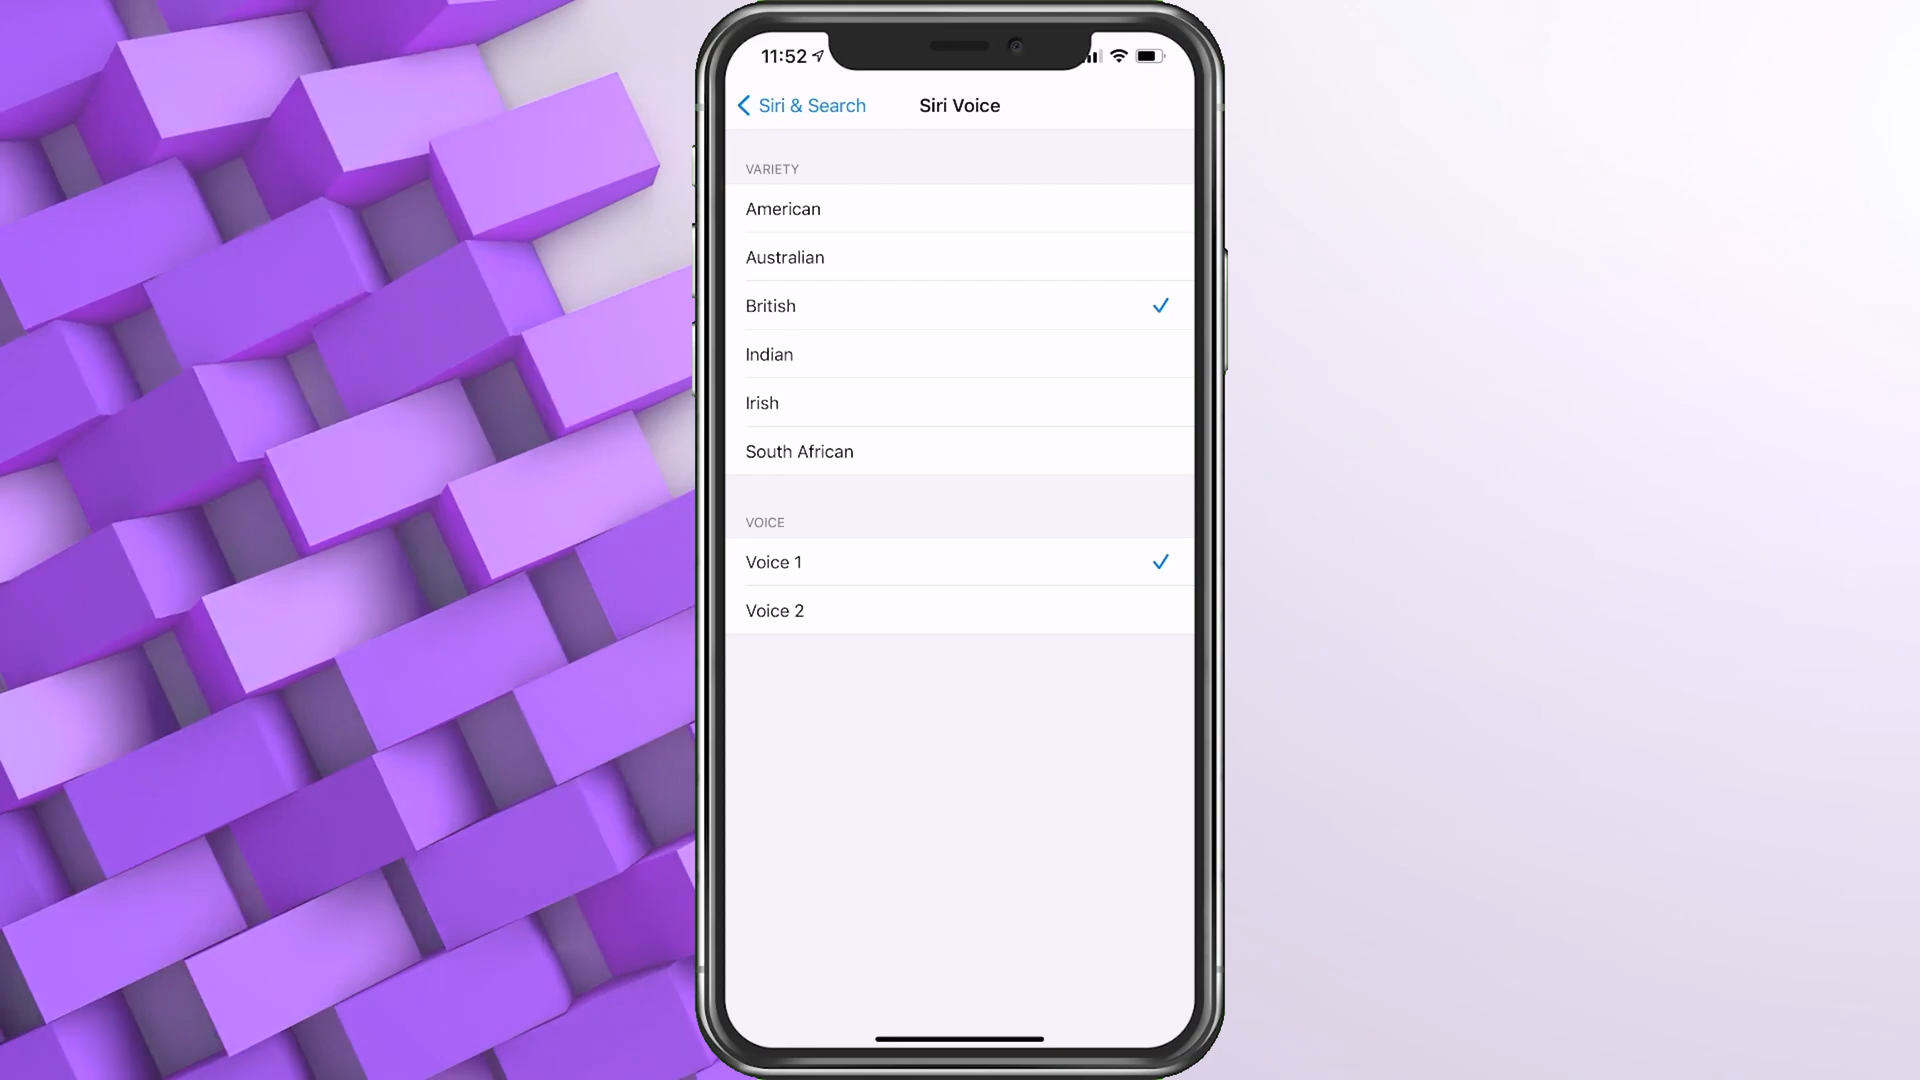 11:52
Siri & Search
Siri Voice
VARIETY
American
Australian
British
Indian
Irish
South African
VOICE
Voice 1
Voice 2